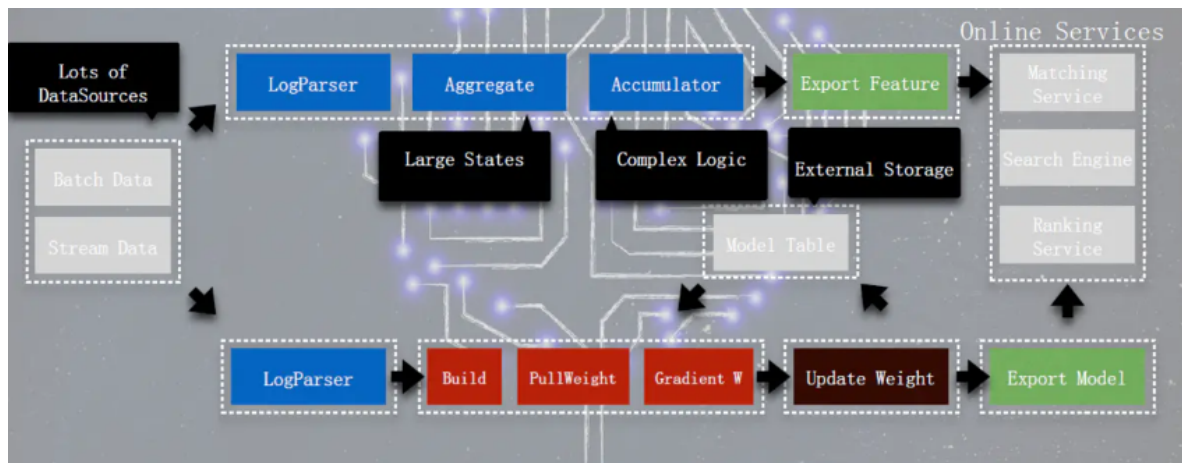 Online Services
Lots of
DataSources
LogParser
Aggregate
Accumulator
Export Feature
Matching
Service
Large States
Complex Logic
External Storage
Search Engine
Batch Data
Stream Data
Model Table
Ranking
Service
LogParser
Build
PullWeight
Gradient W
Update Weight
Export Model